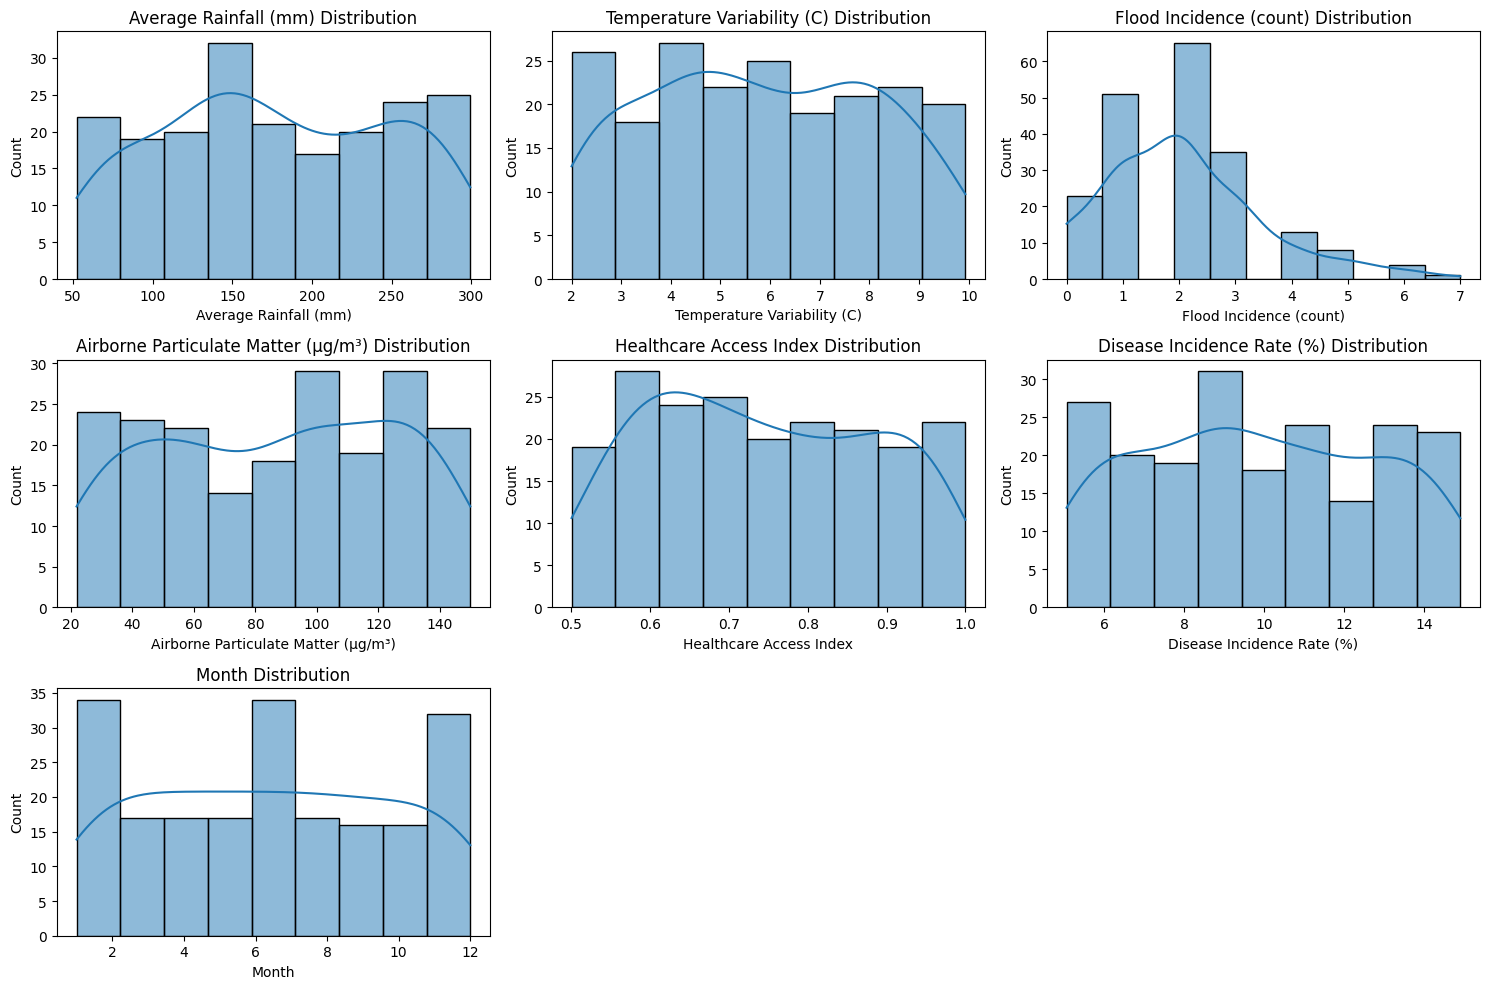 Average Rainfall (mm) Distribution
Count
30
25
20
15
10
5
0
50 100 150 200 250 300
Average Rainfall (mm)
Temperature Variability (C) Distribution
Count
25
20
15
10
5
0
2 3 4 5 6 7 8 9 10
Temperature Variability (C)
Flood Incidence (count) Distribution
Count
60
50
40
30
20
10
0
0 1 2 3 4 5 6 7
Flood Incidence (count)
Airborne Particulate Matter (µg/m³) Distribution
Count
30
25
20
15
10
5
0
20 40 60 80 100 120 140
Airborne Particulate Matter (µg/m³)
Healthcare Access Index Distribution
Count
25
20
15
10
5
0
0.5 0.6 0.7 0.8 0.9 1.0
Healthcare Access Index
Disease Incidence Rate (%) Distribution
Count
30
25
20
15
10
5
0
6 8 10 12 14
Disease Incidence Rate (%)
Month Distribution
Count
35
30
25
20
15
10
5
0
2 4 6 8 10 12
Month